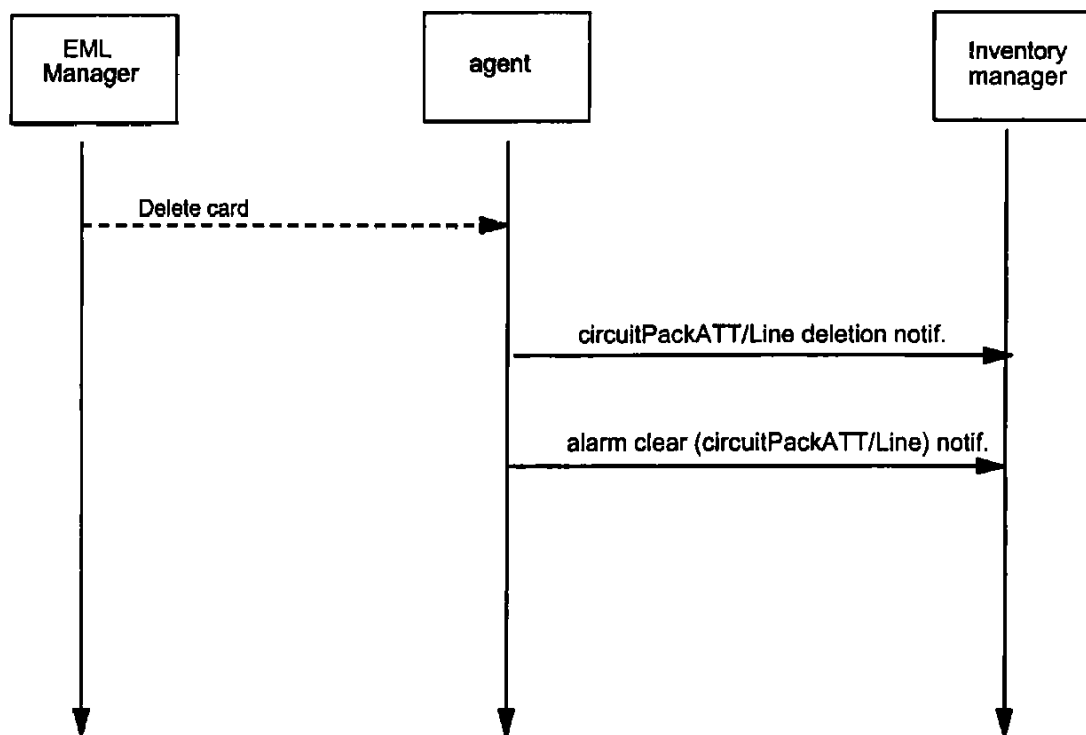 EML
Manager
agent
Inventory
manager
Delete card
circuitPackATT/Line deletion notif.
alarm clear (circuitPackATT/Line) notif.